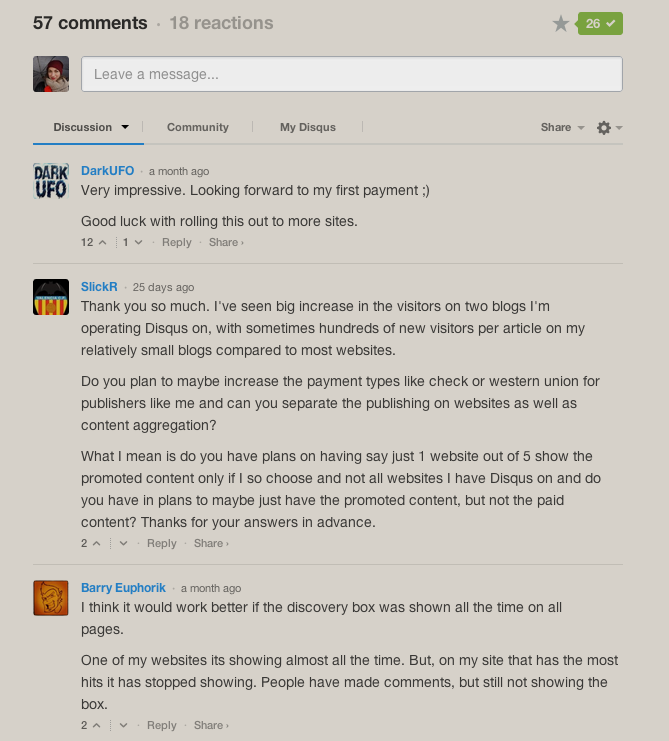 57 comments · 18 reactions
26
Leave a message...
Discussion
Community
My Disqus
Share
DARK
UFO
DarkUFO · a month ago
Very impressive. Looking forward to my first payment ;)
Good luck with rolling this out to more sites.
12 1 · Reply · Share ›
SlickR · 25 days ago
Thank you so much. I've seen big increase in the visitors on two blogs I'm
operating Disqus on, with sometimes hundreds of new visitors per article on my
relatively small blogs compared to most websites.
Do you plan to maybe increase the payment types like check or western union for
publishers like me and can you separate the publishing on websites as well as
content aggregation?
What I mean is do you have plans on having say just 1 website out of 5 show the
promoted content only if I so choose and not all websites I have Disqus on and do
you have in plans to maybe just have the promoted content, but not the paid
content? Thanks for your answers in advance.
2 · Reply · Share ›
Barry Euphorik · a month ago
I think it would work better if the discovery box was shown all the time on all
pages.
One of my websites its showing almost all the time. But, on my site that has the most
hits it has stopped showing. People have made comments, but still not showing the
box.
2 · Reply · Share ›